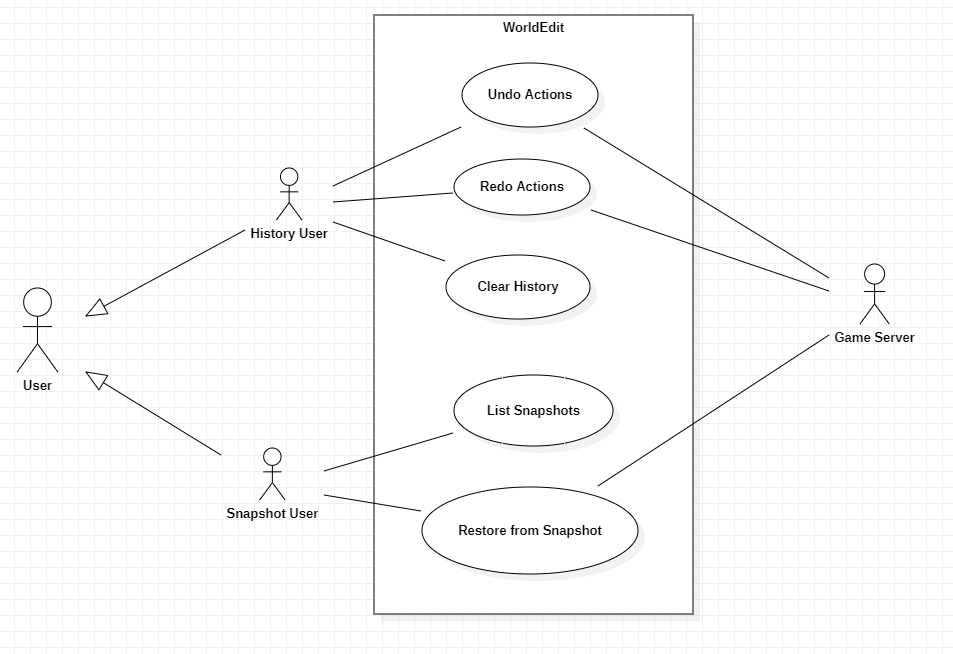 WorldEdit
Undo Actions
Redo Actions
History User
Clear History
Game Server
User
List Snapshots
Snapshot User
Restore from Snapshot